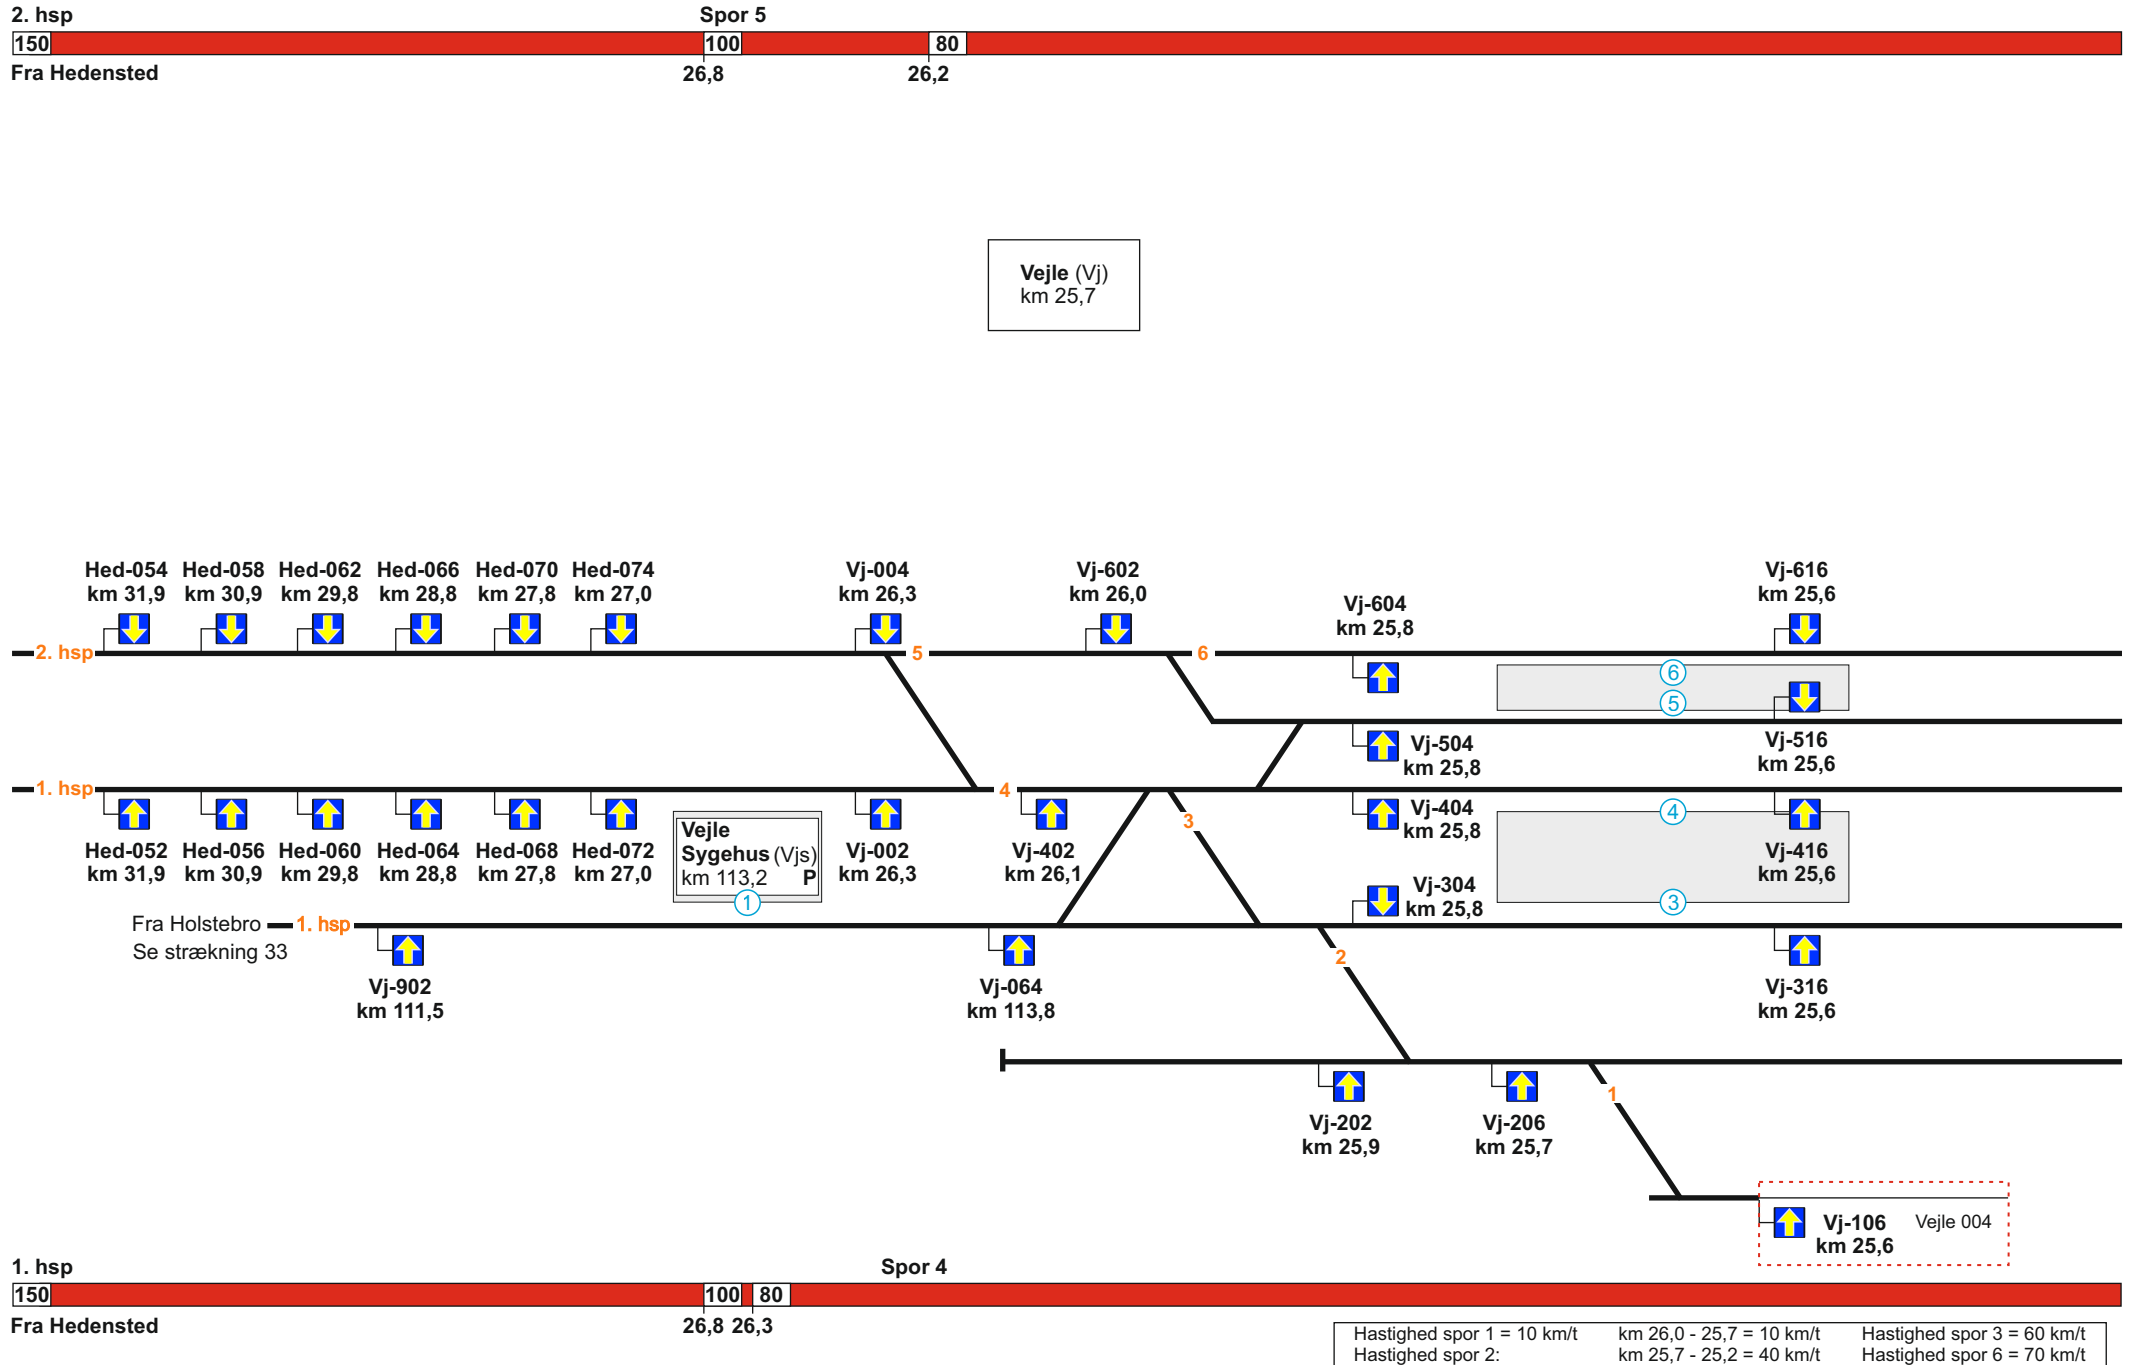 2. hsp
Spor 5
150
100
80
Fra Hedensted
26,8
26,2
Vejle (Vj)
km 25,7
Hed-054
km 31,9
Hed-058
km 30,9
Hed-062
km 29,8
Hed-066
km 28,8
Hed-070
km 27,8
Hed-074
km 27,0
Vj-004
km 26,3
Vj-602
km 26,0
Vj-604
km 25,8
Vj-616
km 25,6
2. hsp
5
6
6
5
Vj-504
km 25,8
Vj-516
km 25,6
1. hsp
4
3
Hed-052
km 31,9
Hed-056
km 30,9
Hed-060
km 29,8
Hed-064
km 28,8
Hed-068
km 27,8
Hed-072
km 27,0
Vejle
Sygehus (Vjs)
km 113,2 P
1
Vj-002
km 26,3
Vj-402
km 26,1
Vj-404
km 25,8
4
Vj-416
km 25,6
Vj-304
km 25,8
3
Fra Holstebro
1. hsp
Se strækning 33
Vj-902
km 111,5
Vj-064
km 113,8
2
Vj-316
km 25,6
Vj-202
km 25,9
Vj-206
km 25,7
1
Vj-106
km 25,6
Vejle 004
1. hsp
Spor 4
150
100
80
Fra Hedensted
26,8
26,3
Hastighed spor 1 = 10 km/t
km 26,0 - 25,7 = 10 km/t
Hastighed spor 3 = 60 km/t
Hastighed spor 2:
km 25,7 - 25,2 = 40 km/t
Hastighed spor 6 = 70 km/t